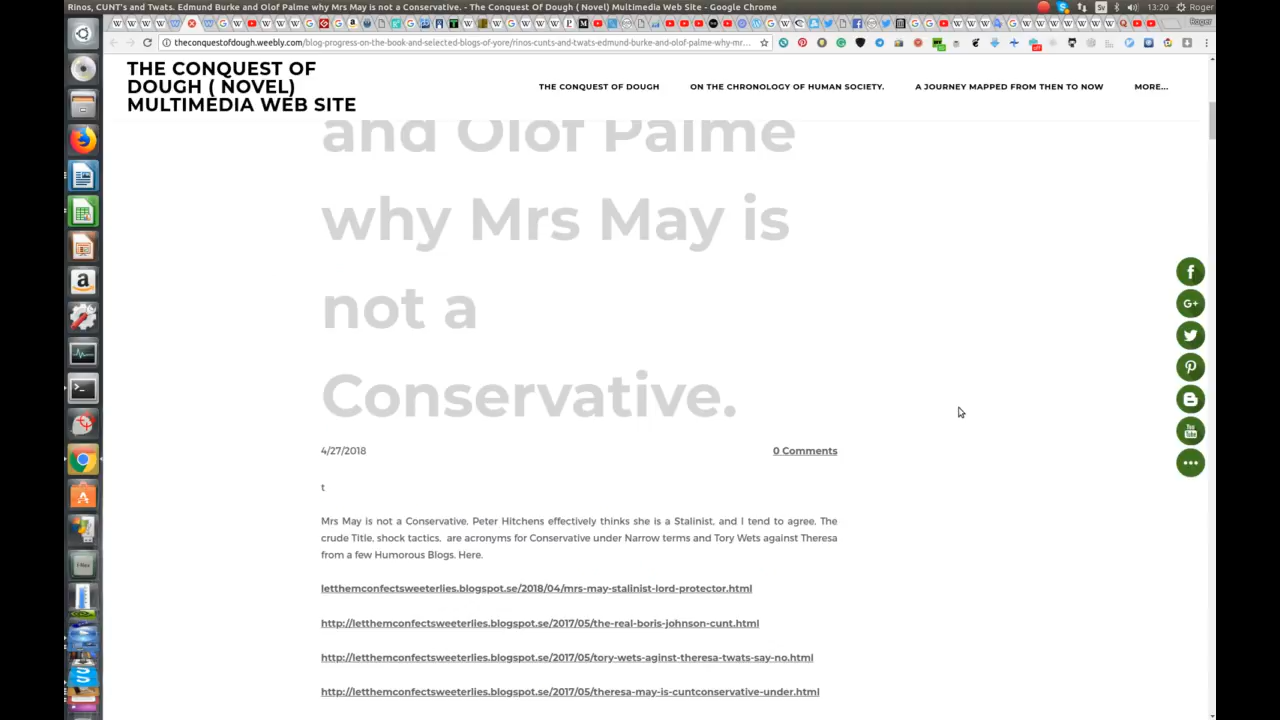 Rinos, CUNT's and Twats. Edmund Burke and Olof Palme why Mrs May is not a Conservative. - The Conquest Of Dough ( Novel) Multimedia Web Site - Google Chrome
Sv
13:20
Roger
Roger
theconquestofdough.weebly.com/blog-progress-on-the-book-and-selected-blogs-of-yore/rinos-cunts-and-twats-edmund-burke-and-olof-palme-why-mr...
THE CONQUEST OF
DOUGH ( NOVEL)
MULTIMEDIA WEB SITE
THE CONQUEST OF DOUGH
ON THE CHRONOLOGY OF HUMAN SOCIETY.
A JOURNEY MAPPED FROM THEN TO NOW
MORE...
and Olof Palme
why Mrs May is
not a
Conservative.
4/27/2018
0 Comments
t
Mrs May is not a Conservative. Peter Hitchens effectively thinks she is a Stalinist, and I tend to agree. The
crude Title, shock tactics, are acronyms for Conservative under Narrow terms and Tory Wets against Theresa
from a few Humorous Blogs. Here.
letthemconfectsweeterlies.blogspot.se/2018/04/mrs-may-stalinist-lord-protector.html
http://letthemconfectsweeterlies.blogspot.se/2017/05/the-real-boris-johnson-cunt.html
http://letthemconfectsweeterlies.blogspot.se/2017/05/tory-wets-aginst-theresa-twats-say-no.html
http://letthemconfectsweeterlies.blogspot.se/2017/05/theresa-may-is-cuntconservative-under.html